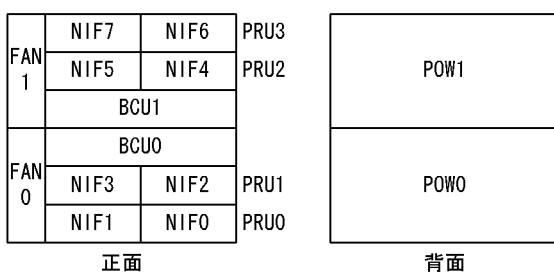 FAN
1
NIF7 NIF6 PRU3
NIF5 NIF4 PRU2
BCU1
FAN
0
BCU0
NIF3 NIF2 PRU1
NIF1 NIF0 PRU0
正面
POW1
POW0
背面